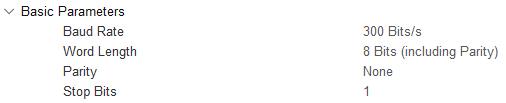 Basic Parameters
Baud Rate 300 Bits/s
Word Length 8 Bits (including Parity)
Parity None
Stop Bits 1